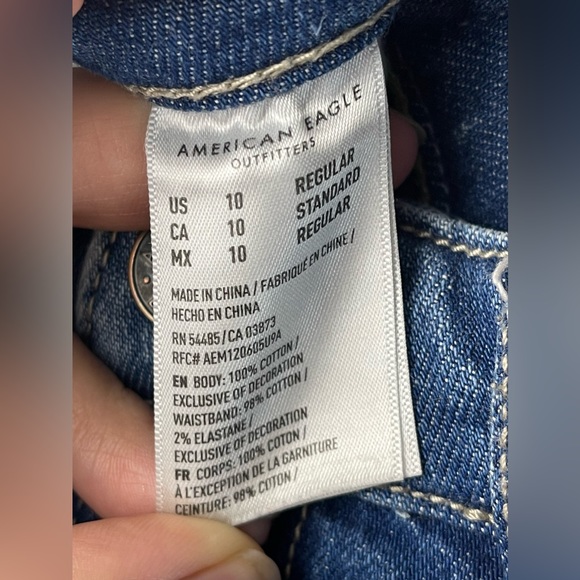 AMERICAN EAGLE
OUTFITTERS
US 10 REGULAR
CA 10 STANDARD
MX 10 REGULAR
MADE IN CHINA / FABRIQUÉ EN CHINE /
HECHO EN CHINA
RN 54485/CA 03873
RFC# AEM120605U9A
EN BODY: 100% COTTON /
EXCLUSIVE OF DECORATION
WAISTBAND: 98% COTTON /
2% ELASTANE /
EXCLUSIVE OF DECORATION
FR CORPS: 100% COTON /
À L'EXCEPTION DE LA GARNITURE
CEINTURE: 98% COTON /